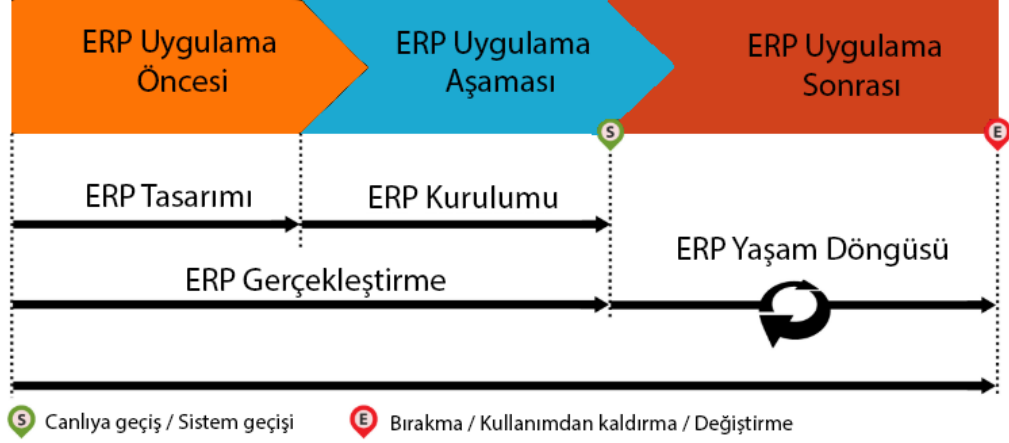 ERP Uygulama
Öncesi
ERP Uygulama
Aşaması
ERP Uygulama
Sonrası
S
E
ERP Tasarımı
ERP Kurulumu
ERP Yaşam Döngüsü
ERP Gerçekleştirme
S Canlıya geçiş / Sistem geçişi
E Bırakma / Kullanımdan kaldırma / Değiştirme